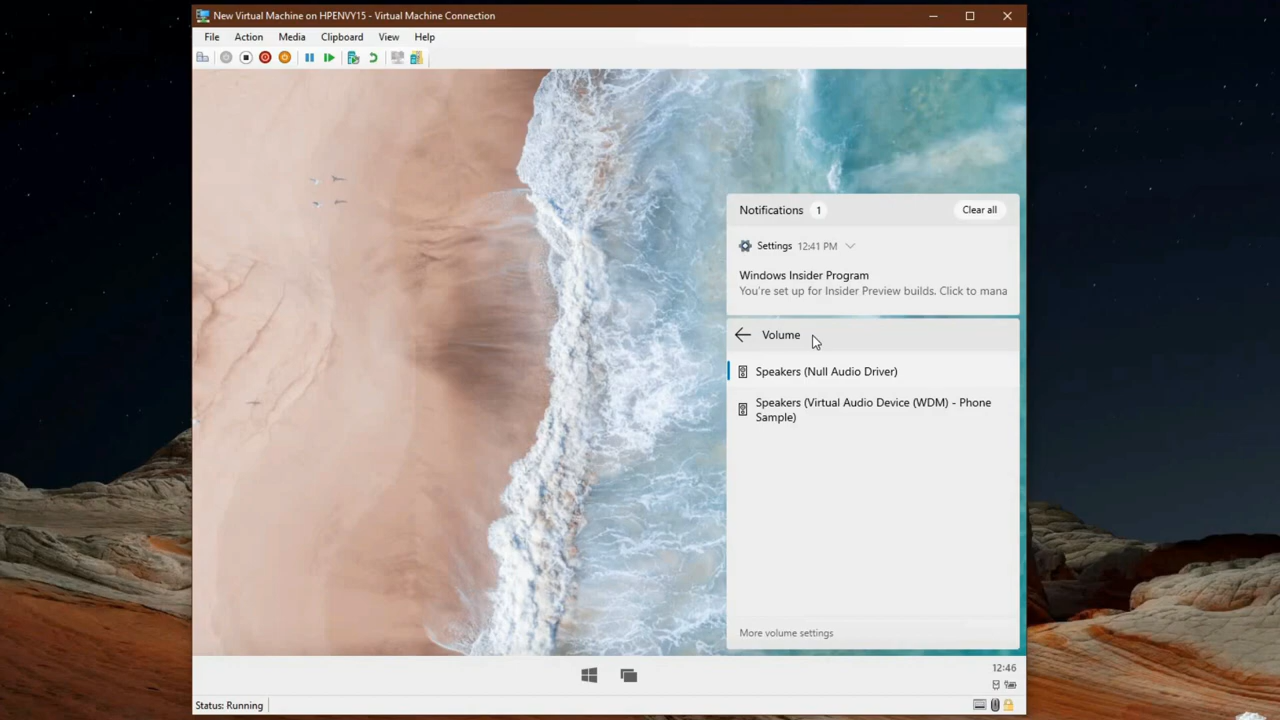 New Virtual Machine on HPENVY15 - Virtual Machine Connection
File Action Media Clipboard View Help
Notifications 1 Clear all
Settings 12:41 PM
Windows Insider Program
You're set up for Insider Preview builds. Click to mana
Volume
Speakers (Null Audio Driver)
Speakers (Virtual Audio Device (WDM) - Phone
Sample)
More volume settings
12:46
Status: Running